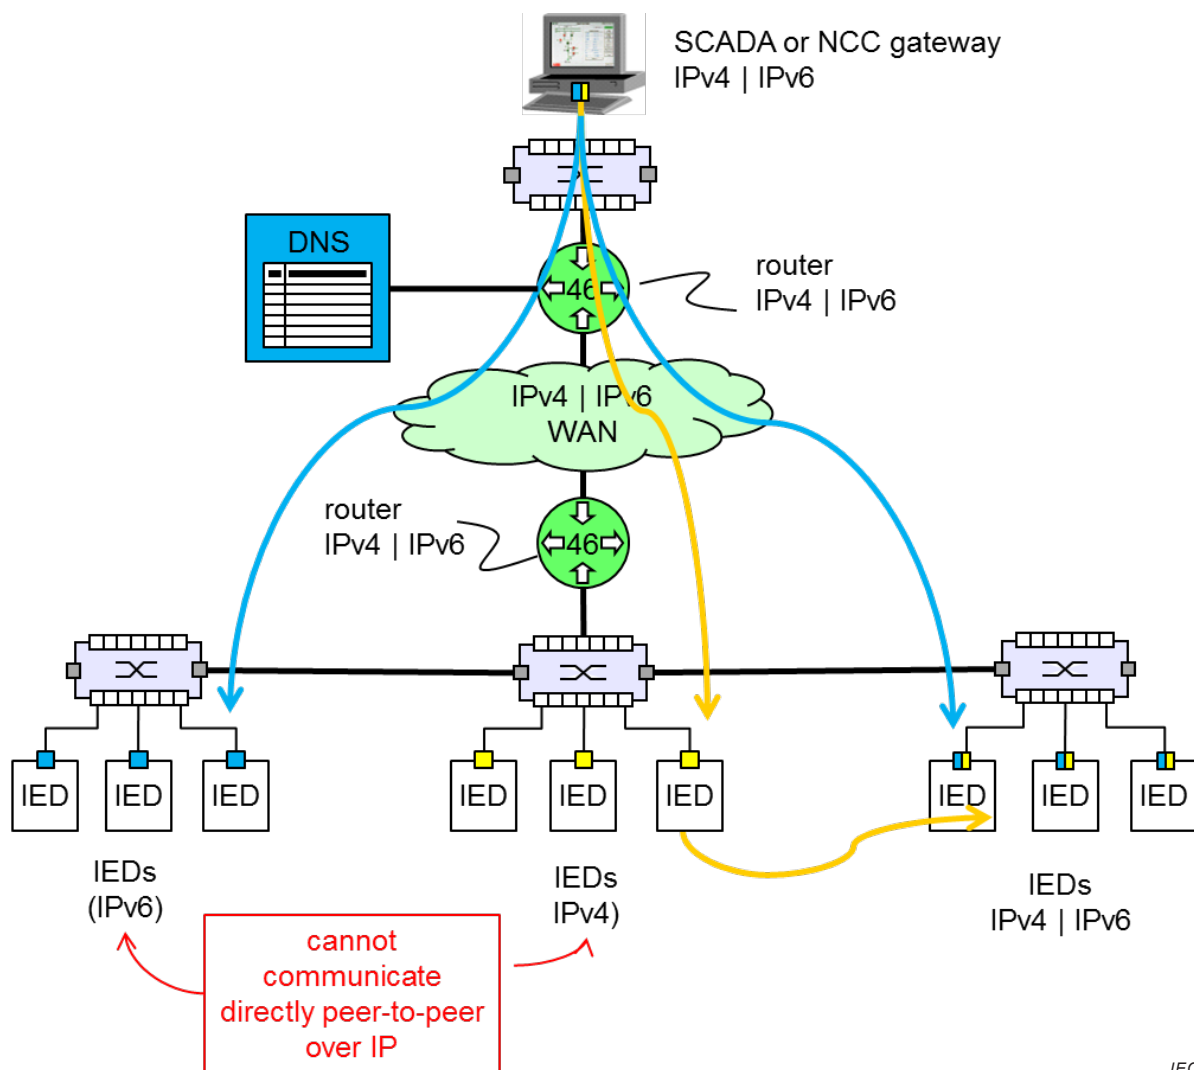 SCADA or NCC gateway
IPv4 | IPv6
DNS
46
router
IPv4 | IPv6
IPv4 | IPv6
WAN
router
IPv4 | IPv6
46
IED
IED
IED
IED
IED
IED
IED
IED
IED
IEDs
(IPv6)
IEDs
IPv4)
IEDs
IPv4 | IPv6
cannot
communicate
directly peer-to-peer
over IP